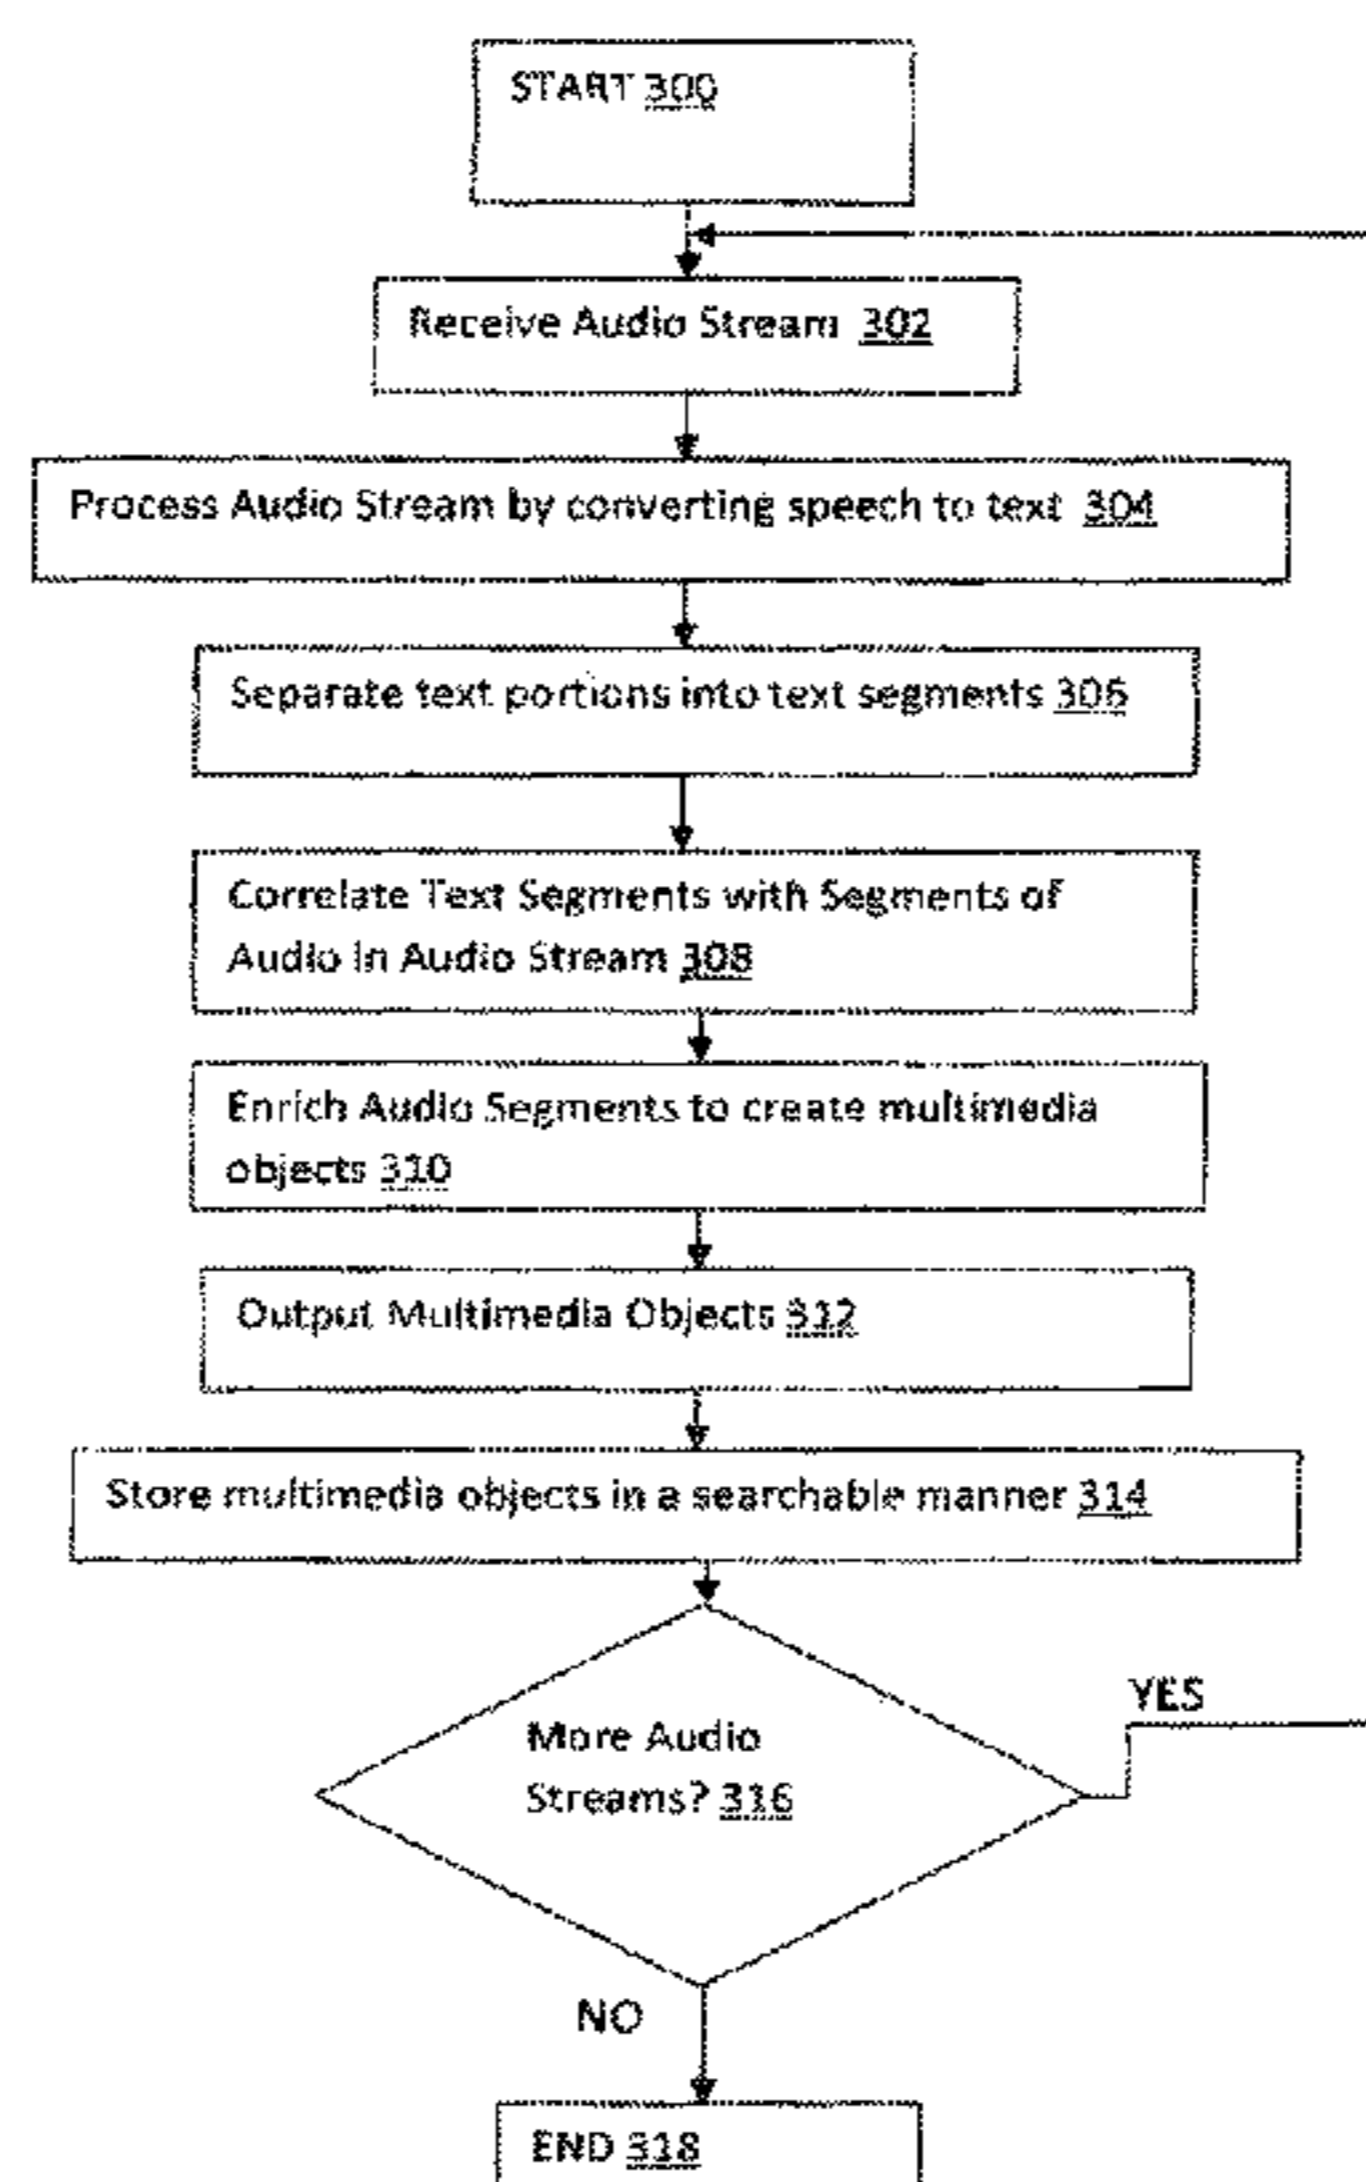 START 300
Receive Audio Stream 302
Process Audio Stream by converting speech to text 304
Separate text portions into text segments 306
Correlate Text Segments with Segments of
Audio in Audio Stream 308
Enrich Audio Segments to create multimedia
objects 310
Output Multimedia Objects 312
Store multimedia objects in a searchable manner 314
YES
More Audio
Streams? 316
NO
END 318